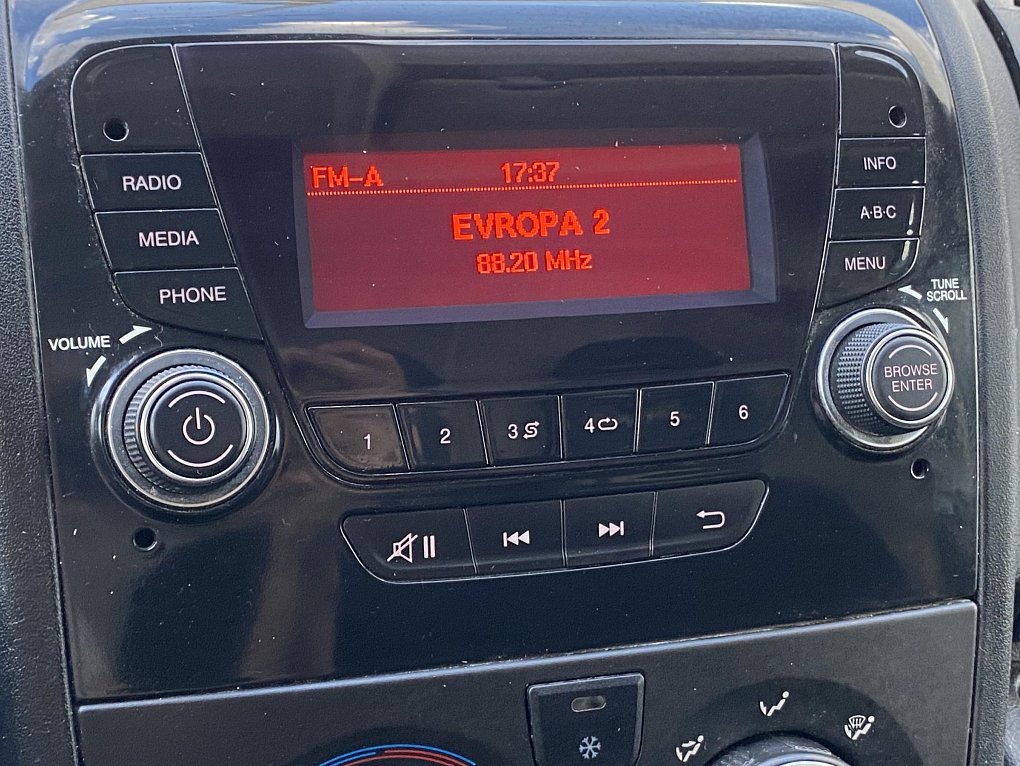 FM-A 17:37
EVROPA 2
88.20 MHz
RADIO
MEDIA
PHONE
VOLUME
INFO
A·B·C
MENU
TUNE
SCROLL
BROWSE
ENTER
1 2 3 4 5 6